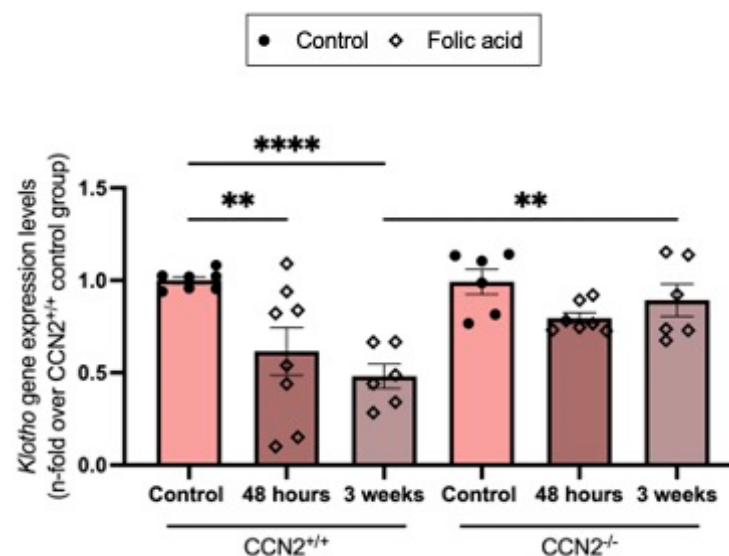 Control Folic acid
****
** **
Klotho gene expression levels
(n-fold over CCN2+/+ control group)
1.5
1.0
0.5
0.0
Control 48 hours 3 weeks Control 48 hours 3 weeks
CCN2+/+ CCN2-/-